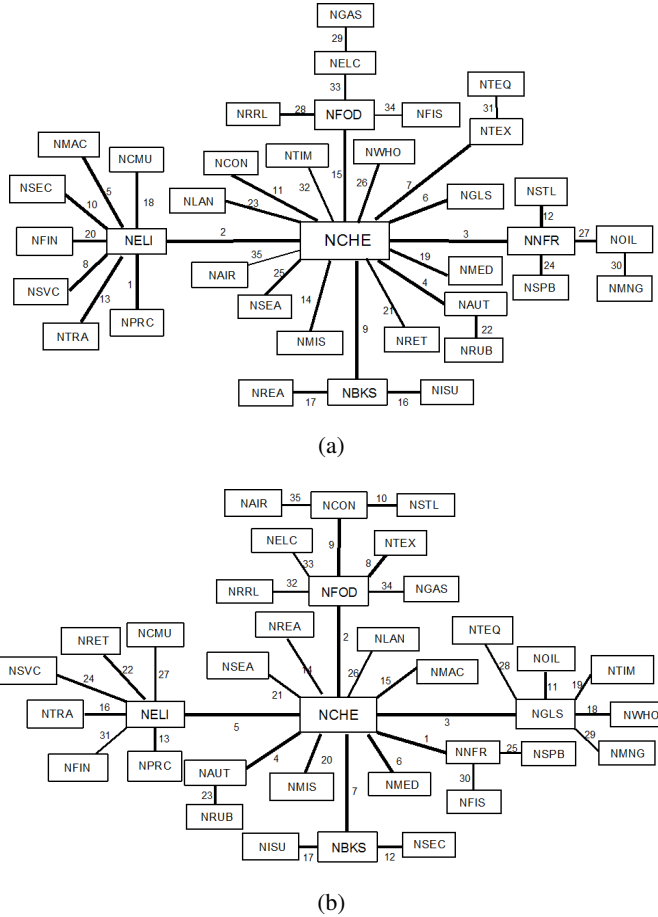 NGAS
29
NELC
33
NTEQ
31
NRRL 28 NFOD 34 NFIS
NTEX
NMAC NCMU
NCON NTIM 15 NWHO
7
5 32 26
NSEC 18 11 NGLS NSTL
10 NLAN 23 6 12
NFIN 20 NELI 2 NCHE 3 NNFR 27 NOIL
8 35 19
NAIR 25 NMED 24 30
NSVC 1 4
13 NSEA 14 NAUT NSPB NMNG
NPRC 21
NTRA 9 22
NMIS NRET NRUB
NREA 17 NBKS 16 NISU
(a)
NAIR 35 NCON 10 NSTL
NELC 9 NTEX
33 8
NRRL 32 NFOD 34 NGAS
NREA NTEQ
NRET NCMU 2 NLAN NOIL
NSVC NMAC NTIM
24 22 27 NSEA 14 26 15 28 11 19
21
NTRA 16 NELI 5 NCHE 3 NGLS 18 NWHO
31 13 1 29
NFIN NPRC 4 NNFR 25 NSPB NMNG
NAUT 20 6
23 NMIS 7 NMED 30
NRUB NFIS
NISU 17 NBKS 12 NSEC
(b)